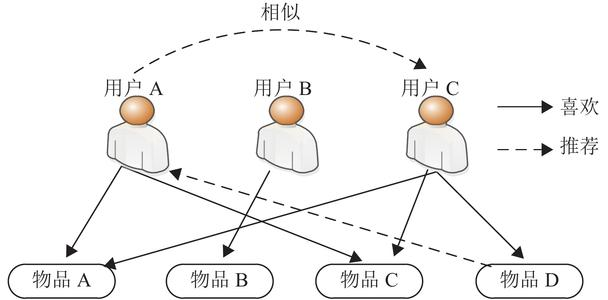 相似
用户 A
用户 B
用户 C
喜欢
推荐
物品 A
物品 B
物品 C
物品 D